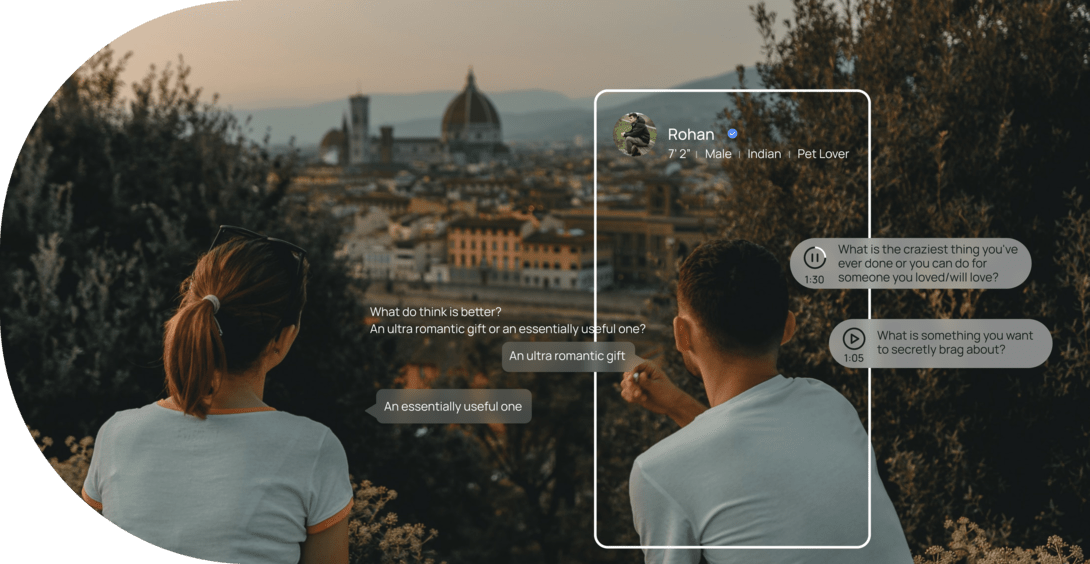 Rohan
7' 2" | Male | Indian | Pet Lover
What is the craziest thing you've
ever done or you can do for
someone you loved/will love?
1:30
What is something you want
to secretly brag about?
1:05
What do think is better?
An ultra romantic gift or an essentially useful one?
An ultra romantic gift
An essentially useful one